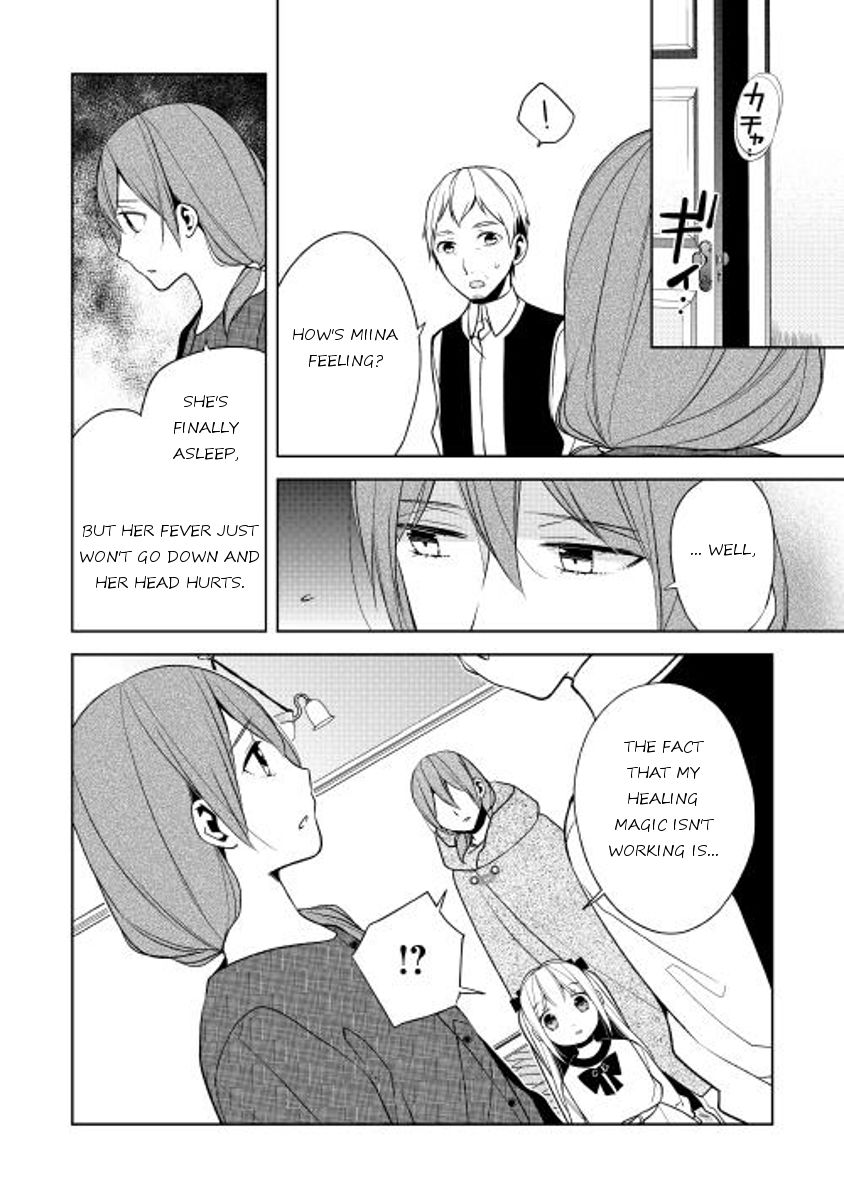 カチャ
ギィ
!
HOW'S MIINA
FEELING?
SHE'S
FINALLY
ASLEEP,
BUT HER FEVER JUST
WON'T GO DOWN AND
HER HEAD HURTS.
... WELL,
THE FACT
THAT MY
HEALING
MAGIC ISN'T
WORKING IS...
!?